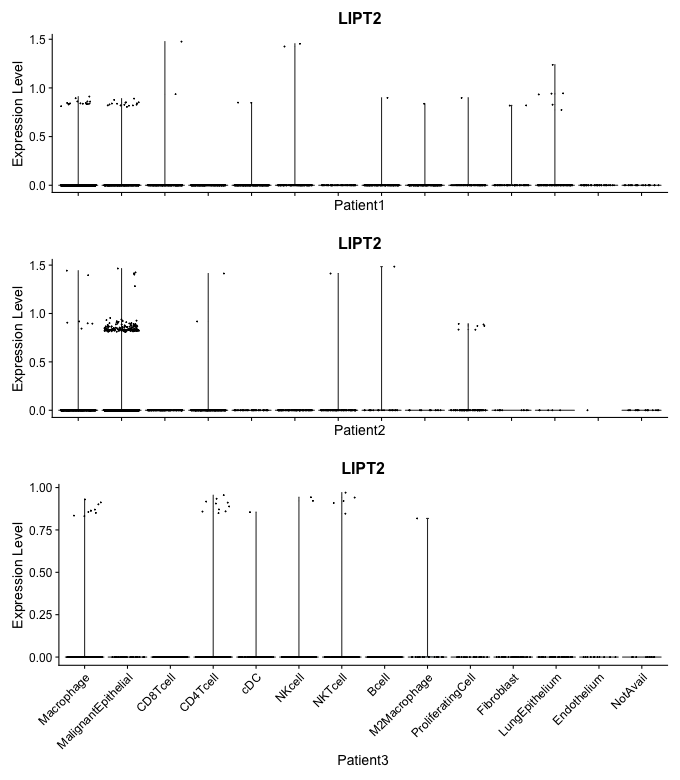 LIPT2
Expression Level
1.5
1.0
0.5
0.0
Patient1
LIPT2
Expression Level
1.5
1.0
0.5
0.0
Patient2
LIPT2
Expression Level
1.00
0.75
0.50
0.25
0.00
Macrophage
MalignantEpithelial
CD8Tcell
CD4Tcell
cDC
NKcell
NKTcell
Bcell
M2Macrophage
ProliferatingCell
Fibroblast
LungEpithelium
Endothelium
NotAvail
Patient3